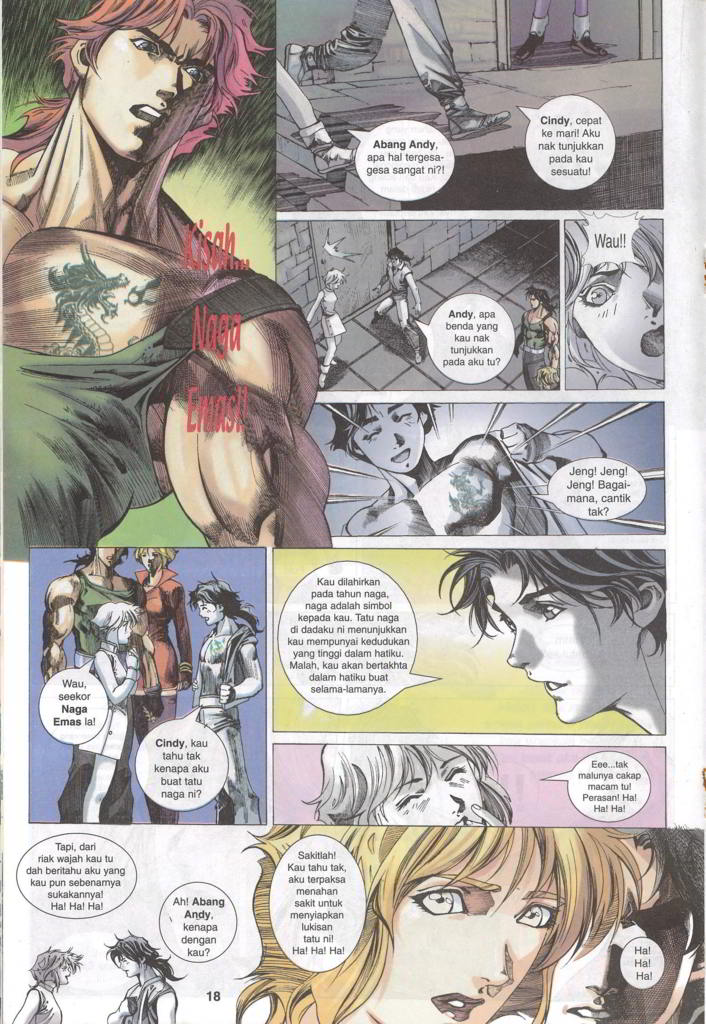 Kisah...
Naga
Emas!!
Abang Andy,
apa hal tergesa-
gesa sangat ni?!
Cindy, cepat
ke mari! Aku
nak tunjukkan
pada kau
sesuatu!
Andy, apa
benda yang
kau nak
tunjukkan
pada aku tu?
Wau!!
Jeng! Jeng!
Jeng! Bagai-
mana, cantik
tak?
Wau,
seekor
Naga
Emas la!
Cindy, kau
tahu tak
kenapa aku
buat tatu
naga ni?
Kau dilahirkan
pada tahun naga,
naga adalah simbol
kepada kau. Tatu naga
di dadaku ni menunjukkan
kau mempunyai kedudukan
yang tinggi dalam hatiku.
Malah, kau akan bertakhta
dalam hatiku buat
selama-lamanya.
Eee...tak
malunya cakap
macam tu!
Perasan! Ha!
Ha! Ha!
Tapi, dari
riak wajah kau tu
dah beritahu aku yang
kau pun sebenarnya
sukakannya!
Ha! Ha! Ha!
Ah! Abang
Andy,
kenapa
dengan
kau?
Sakitlah!
Kau tahu tak,
aku terpaksa
menahan
sakit untuk
menyiapkan
lukisan
tatu ni!
Ha! Ha! Ha!
Ha!
Ha!
Ha!
18